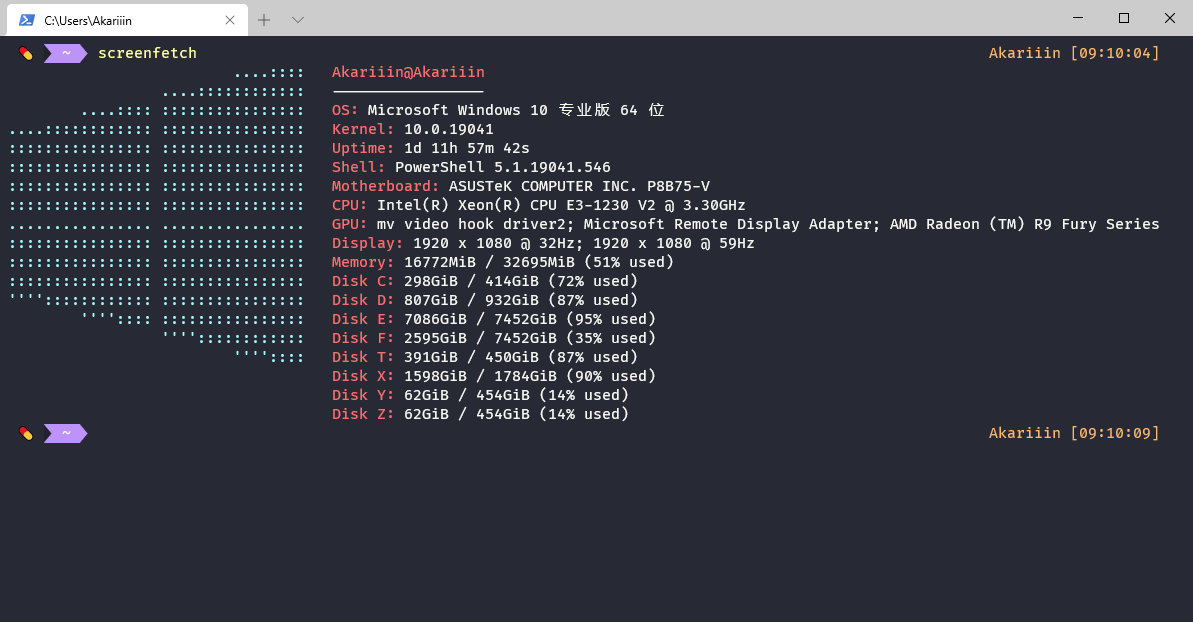 C:\Users\Akariiin
~ screenfetch Akariiin [09:10:04]
....:::: Akariiin@Akariiin
....:::::::::::: -----------------
....:::: :::::::::::::::: OS: Microsoft Windows 10 专业版 64 位
....:::::::::::: :::::::::::::::: Kernel: 10.0.19041
:::::::::::::::: :::::::::::::::: Uptime: 1d 11h 57m 42s
:::::::::::::::: :::::::::::::::: Shell: PowerShell 5.1.19041.546
:::::::::::::::: :::::::::::::::: Motherboard: ASUSTeK COMPUTER INC. P8B75-V
:::::::::::::::: :::::::::::::::: CPU: Intel(R) Xeon(R) CPU E3-1230 V2 @ 3.30GHz
................ ................ GPU: mv video hook driver2; Microsoft Remote Display Adapter; AMD Radeon (TM) R9 Fury Series
:::::::::::::::: :::::::::::::::: Display: 1920 x 1080 @ 32Hz; 1920 x 1080 @ 59Hz
:::::::::::::::: :::::::::::::::: Memory: 16772MiB / 32695MiB (51% used)
:::::::::::::::: :::::::::::::::: Disk C: 298GiB / 414GiB (72% used)
'''':::::::::::: :::::::::::::::: Disk D: 807GiB / 932GiB (87% used)
'''':::: :::::::::::::::: Disk E: 7086GiB / 7452GiB (95% used)
'''':::::::::::: Disk F: 2595GiB / 7452GiB (35% used)
'''':::: Disk T: 391GiB / 450GiB (87% used)
Disk X: 1598GiB / 1784GiB (90% used)
Disk Y: 62GiB / 454GiB (14% used)
Disk Z: 62GiB / 454GiB (14% used)
~ Akariiin [09:10:09]